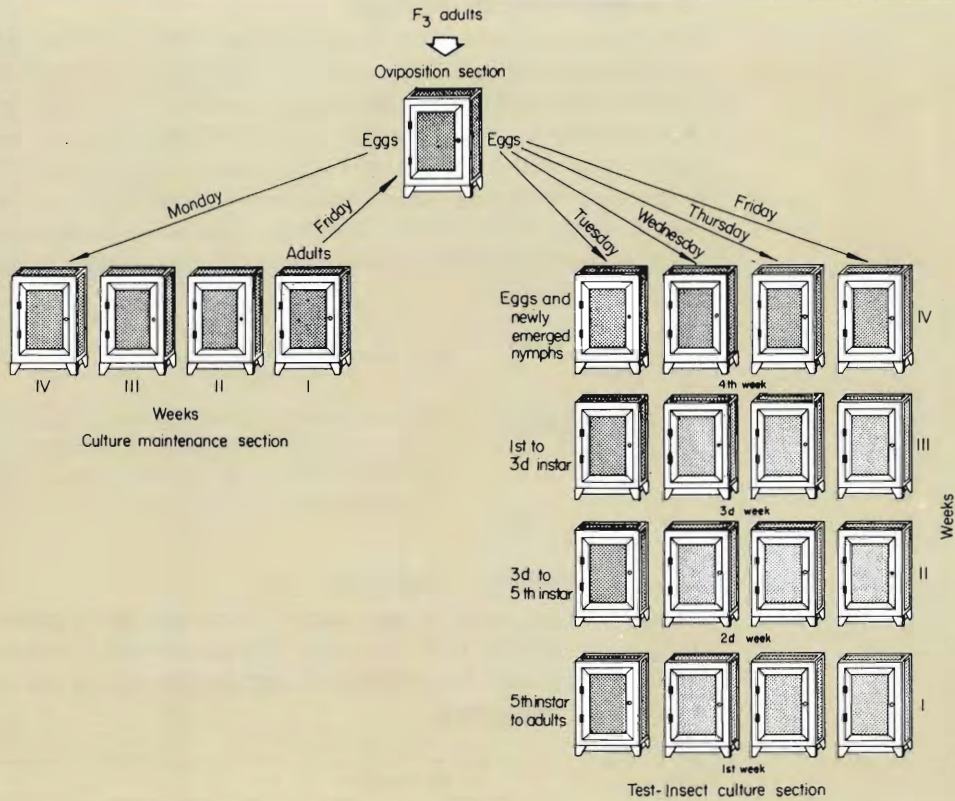 F3 adults
Oviposition section
Eggs
Eggs
Monday
Friday
Tuesday
Wednesday
Thursday
Friday
Adults
IV
III
II
I
Weeks
Culture maintenance section
Eggs and
newly
emerged
nymphs
IV
4th week
1st to
3d instar
III
3d week
3d to
5th instar
II
2d week
5th instar
to adults
I
1st week
Weeks
Test-Insect culture section